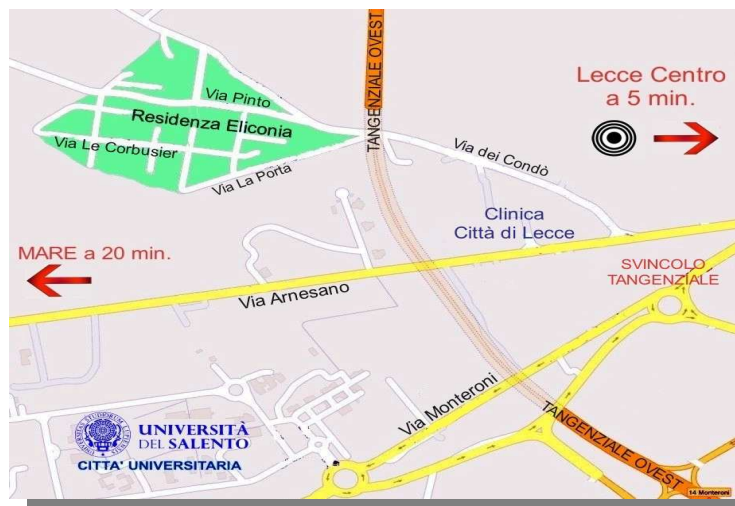 TANGENZIALE OVEST
Lecce Centro
a 5 min.
Via Pinto
Residenza Eliconia
Via Le Corbusier
Via La Porta
Via dei Condò
Clinica
Città di Lecce
MARE a 20 min.
SVINCOLO
TANGENZIALE
Via Arnesano
Via Monteroni
UNIVERSITÀ
DEL SALENTO
CITTA' UNIVERSITARIA
TANGENZIALE OVEST
14 Monteroni